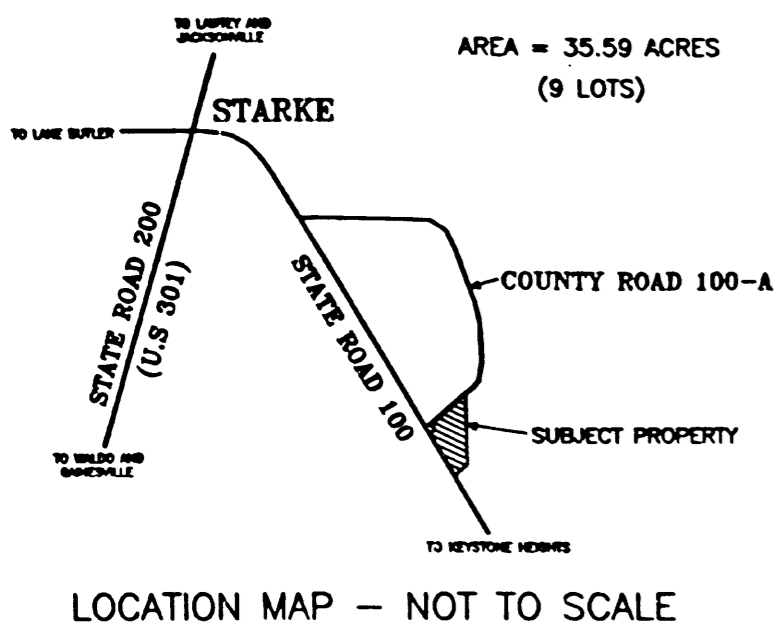 TO LAWTEY AND
JACKSONVILLE
AREA = 35.59 ACRES
(9 LOTS)
STARKE
TO LAKE BUTLER
STATE ROAD 200
(U.S 301)
STATE ROAD 100
COUNTY ROAD 100-A
SUBJECT PROPERTY
TO WALDO AND
GAINESVILLE
TO KEYSTONE HEIGHTS
LOCATION MAP - NOT TO SCALE